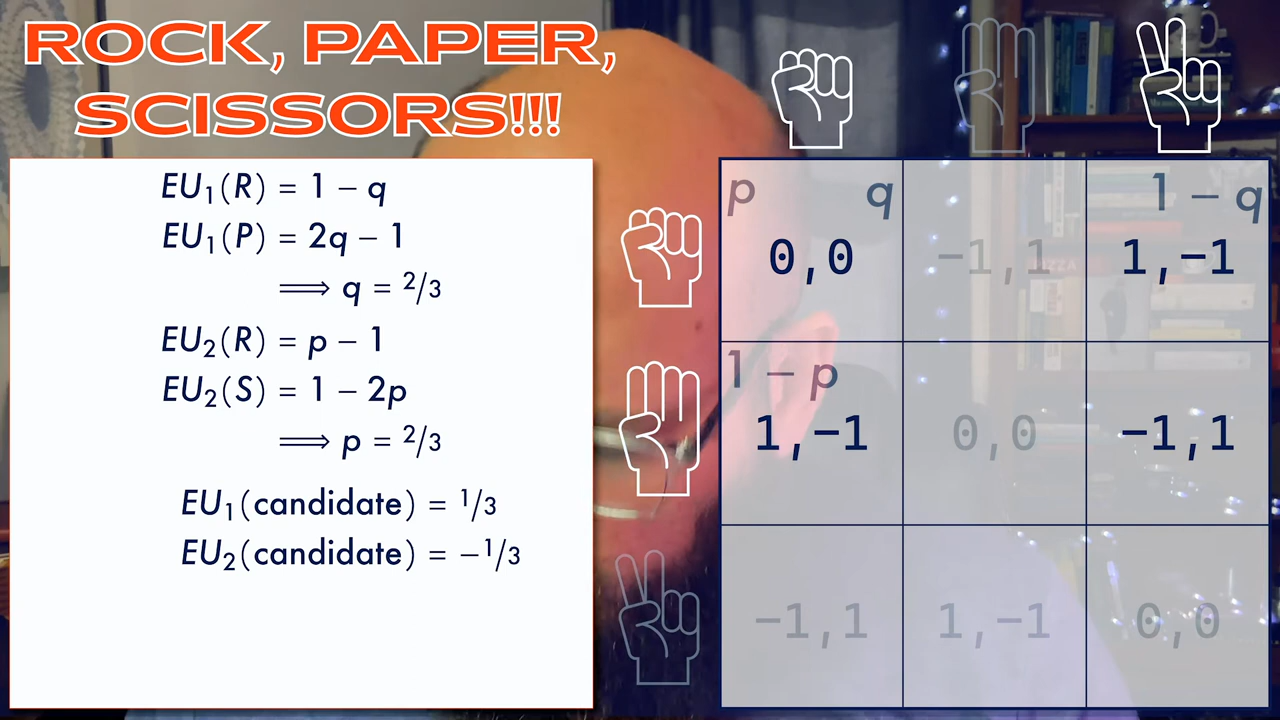 ROCK, PAPER,
SCISSORS!!!
EU₁(R) = 1 − q
EU₁(P) = 2q − 1
⟹ q = 2/3
EU₂(R) = p − 1
EU₂(S) = 1 − 2p
⟹ p = 2/3
EU₁(candidate) = 1/3
EU₂(candidate) = −1/3
p q 1 − q
0,0 −1,1 1,−1
1 − p
1,−1 0,0 −1,1
−1,1 1,−1 0,0